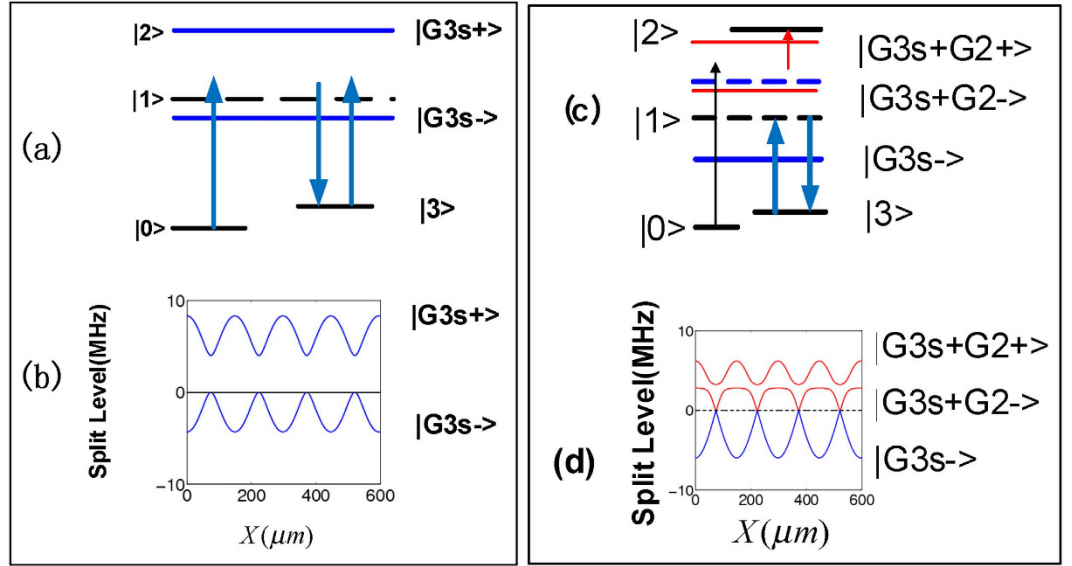 (a)
|2>
|G3s+>
|1>
|G3s->
|0>
|3>
(b)
Split Level(MHz)
10
0
−10
0
200
400
600
X(μm)
|G3s+>
|G3s->
(c)
|2>
|G3s+G2+>
|G3s+G2->
|1>
|G3s->
|0>
|3>
(d)
Split Level(MHz)
10
0
−10
0
200
400
600
X(μm)
|G3s+G2+>
|G3s+G2->
|G3s->